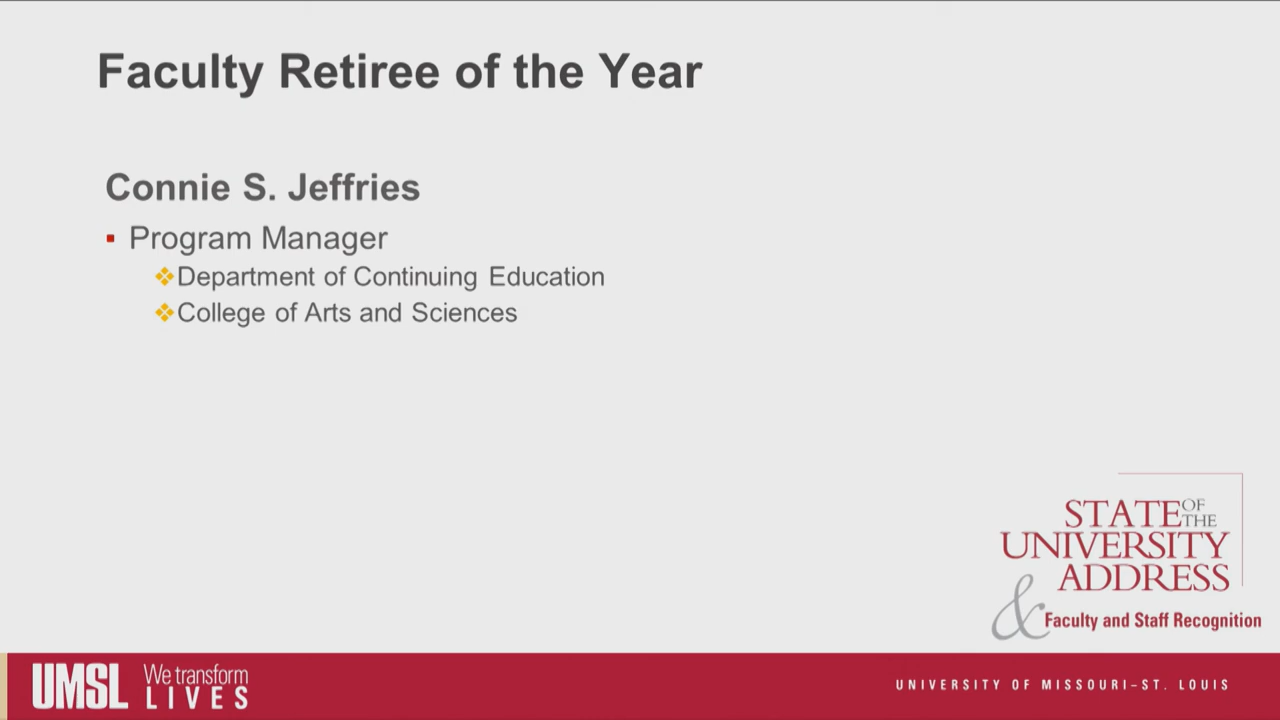 Faculty Retiree of the Year
Connie S. Jeffries
Program Manager
Department of Continuing Education
College of Arts and Sciences
STATE OF THE
UNIVERSITY
ADDRESS
& Faculty and Staff Recognition
UMSL We transform LIVES
UNIVERSITY OF MISSOURI–ST. LOUIS